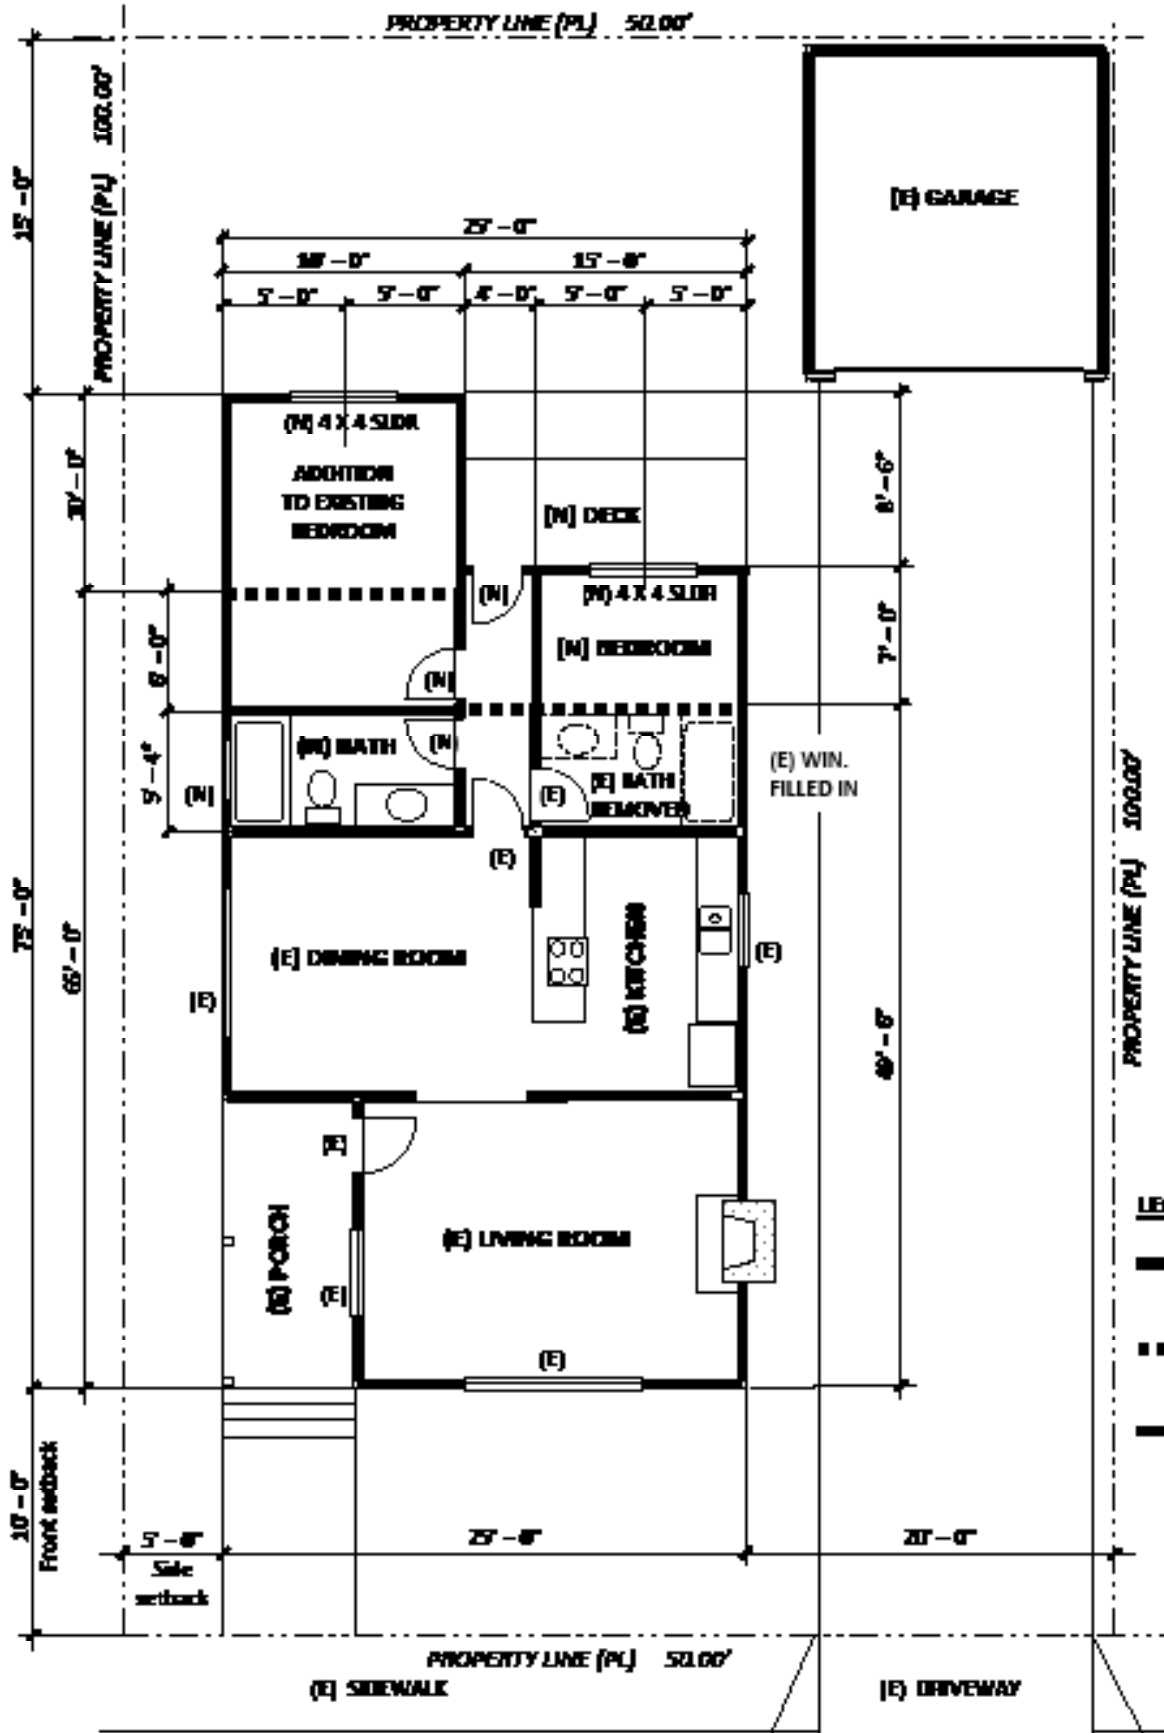 PROPERTY LINE (PL) 50.00'
PROPERTY LINE (PL) 100.00'
15' – 0"
(E) GARAGE
25' – 0"
10' – 0"
15' – 0"
5' – 0"
5' – 0"
4' – 0"
5' – 0"
5' – 0"
(N) 4 X 4 SLDR
ADDITION
TO EXISTING
BEDROOM
10' – 0"
8' – 6"
[N] DECK
(N)
(N) 4 X 4 SLDR
[N] BEDROOM
7' – 0"
6' – 0"
(N)
(N) BATH
(N)
5' – 4"
(N)
(E)
(E) BATH
REMOVED
(E) WIN.
FILLED IN
PROPERTY LINE (PL) 100.00'
75' – 0"
65' – 0"
(E)
(E) DINING ROOM
(E) KITCHEN
(E)
(E)
(E)
(E) PORCH
(E) LIVING ROOM
(E)
(E)
LE
10' – 0"
Front setback
5' – 0"
Side
setback
25' – 0"
20' – 0"
PROPERTY LINE (PL) 50.00'
(E) SIDEWALK
(E) DRIVEWAY